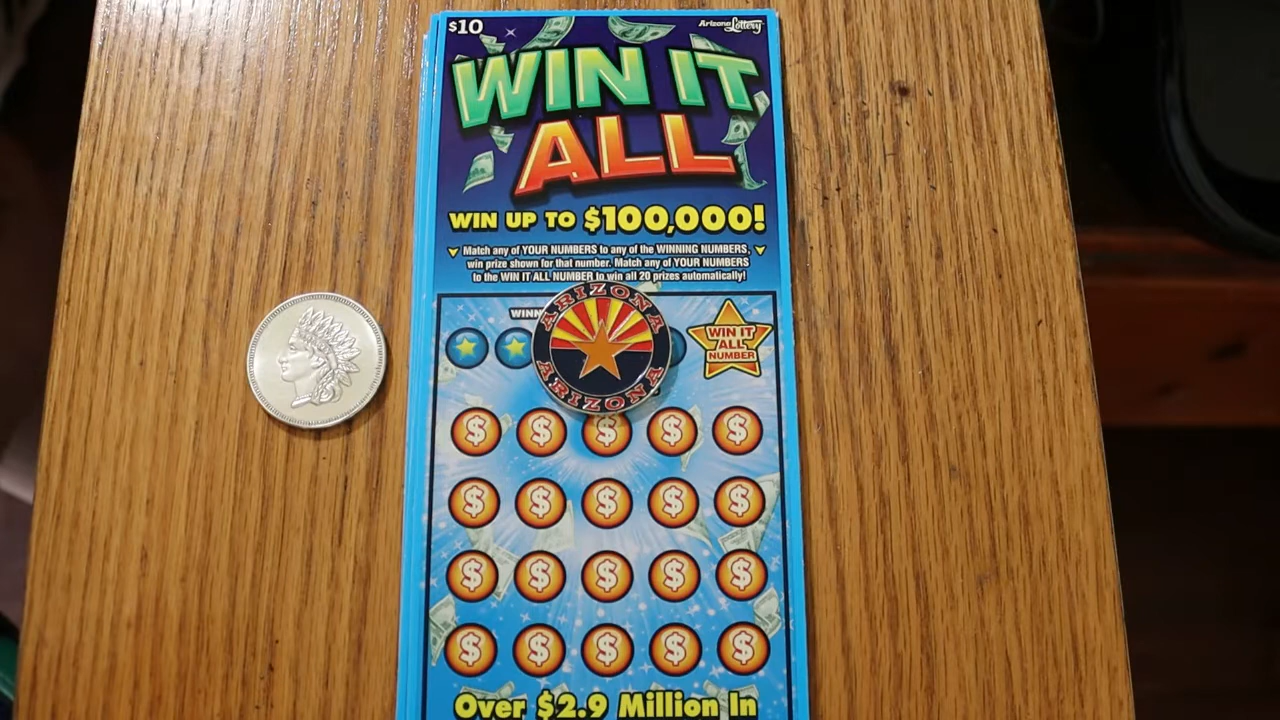 $10
Arizona Lottery
WIN IT
ALL
WIN UP TO $100,000!
Match any of YOUR NUMBERS to any of the WINNING NUMBERS,
win prize shown for that number. Match any of YOUR NUMBERS
to the WIN IT ALL NUMBER to win all 20 prizes automatically!
ARIZONA
ARIZONA
WIN IT
ALL
NUMBER
$ $ $ $ $
$ $ $ $ $
$ $ $ $ $
$ $ $ $ $
Over $2.9 Million In